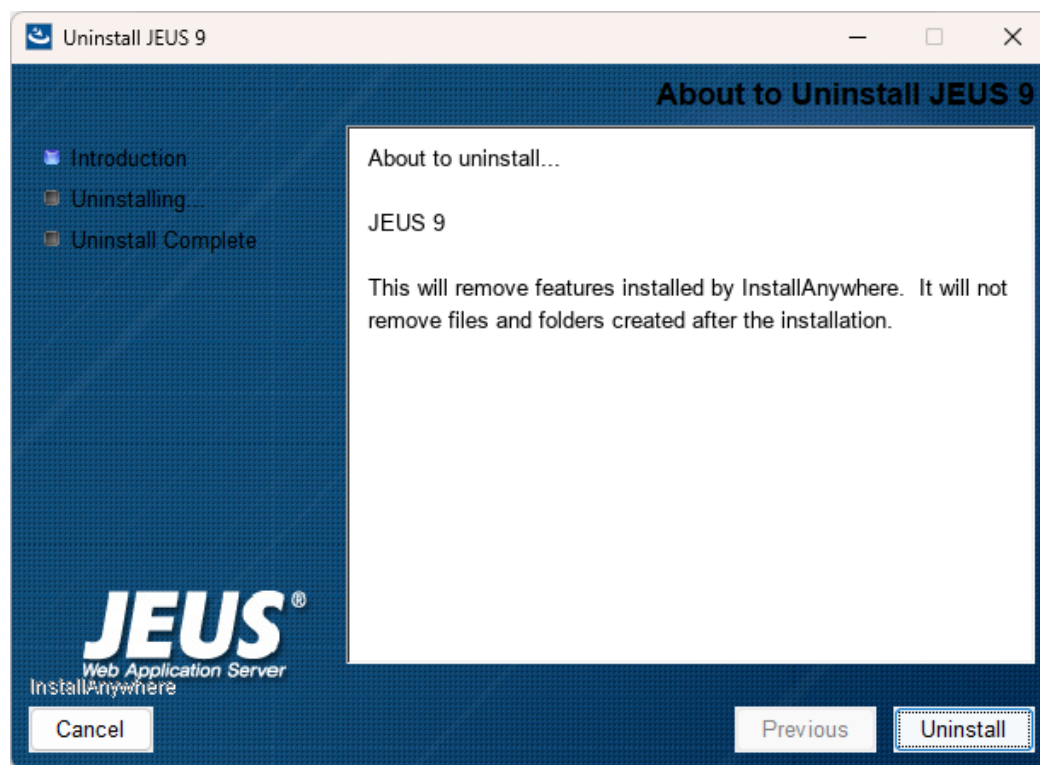 Uninstall JEUS 9
About to Uninstall JEUS 9
Introduction
Uninstalling...
Uninstall Complete
About to uninstall...
JEUS 9
This will remove features installed by InstallAnywhere.  It will not
remove files and folders created after the installation.
JEUS®
Web Application Server
InstallAnywhere
Cancel
Previous
Uninstall